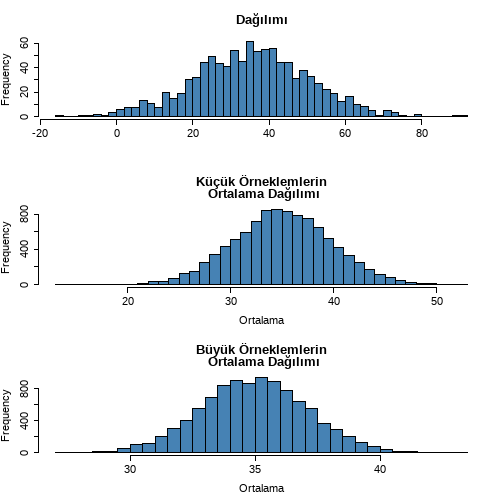 Dağılımı
Frequency
0
20
40
60
-20 0 20 40 60 80
Küçük Örneklemlerin
Ortalama Dağılımı
Frequency
0
400
800
20 30 40 50
Ortalama
Büyük Örneklemlerin
Ortalama Dağılımı
Frequency
0
400
800
30 35 40
Ortalama